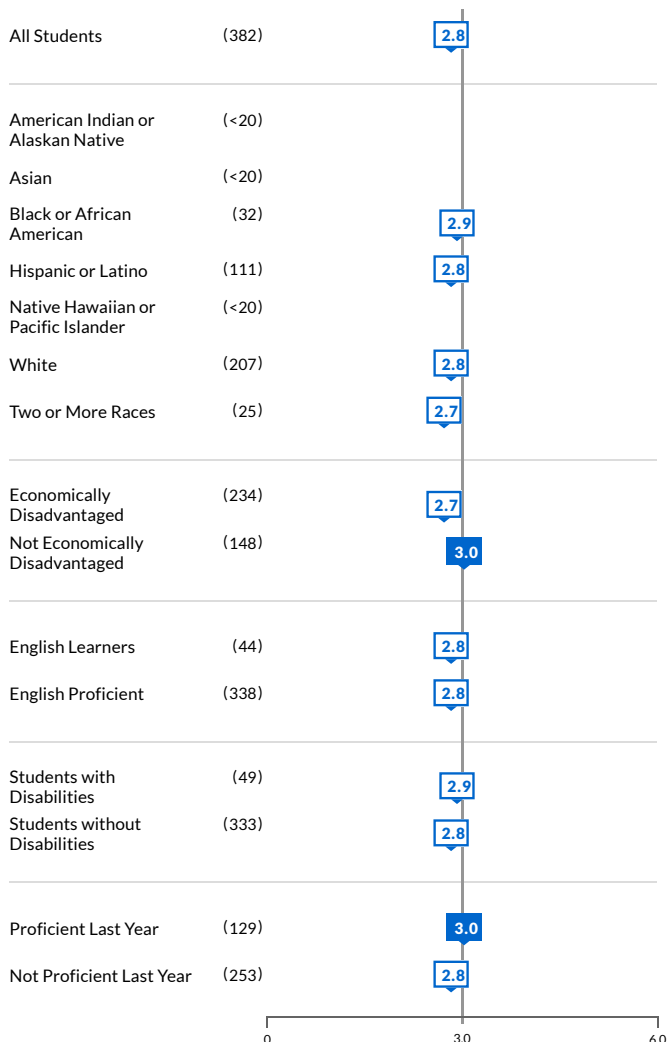 All Students (382) 2.8
American Indian or
Alaskan Native (<20)
Asian (<20)
Black or African
American (32) 2.9
Hispanic or Latino (111) 2.8
Native Hawaiian or
Pacific Islander (<20)
White (207) 2.8
Two or More Races (25) 2.7
Economically
Disadvantaged (234) 2.7
Not Economically
Disadvantaged (148) 3.0
English Learners (44) 2.8
English Proficient (338) 2.8
Students with
Disabilities (49) 2.9
Students without
Disabilities (333) 2.8
Proficient Last Year (129) 3.0
Not Proficient Last Year (253) 2.8
0 3.0 6.0